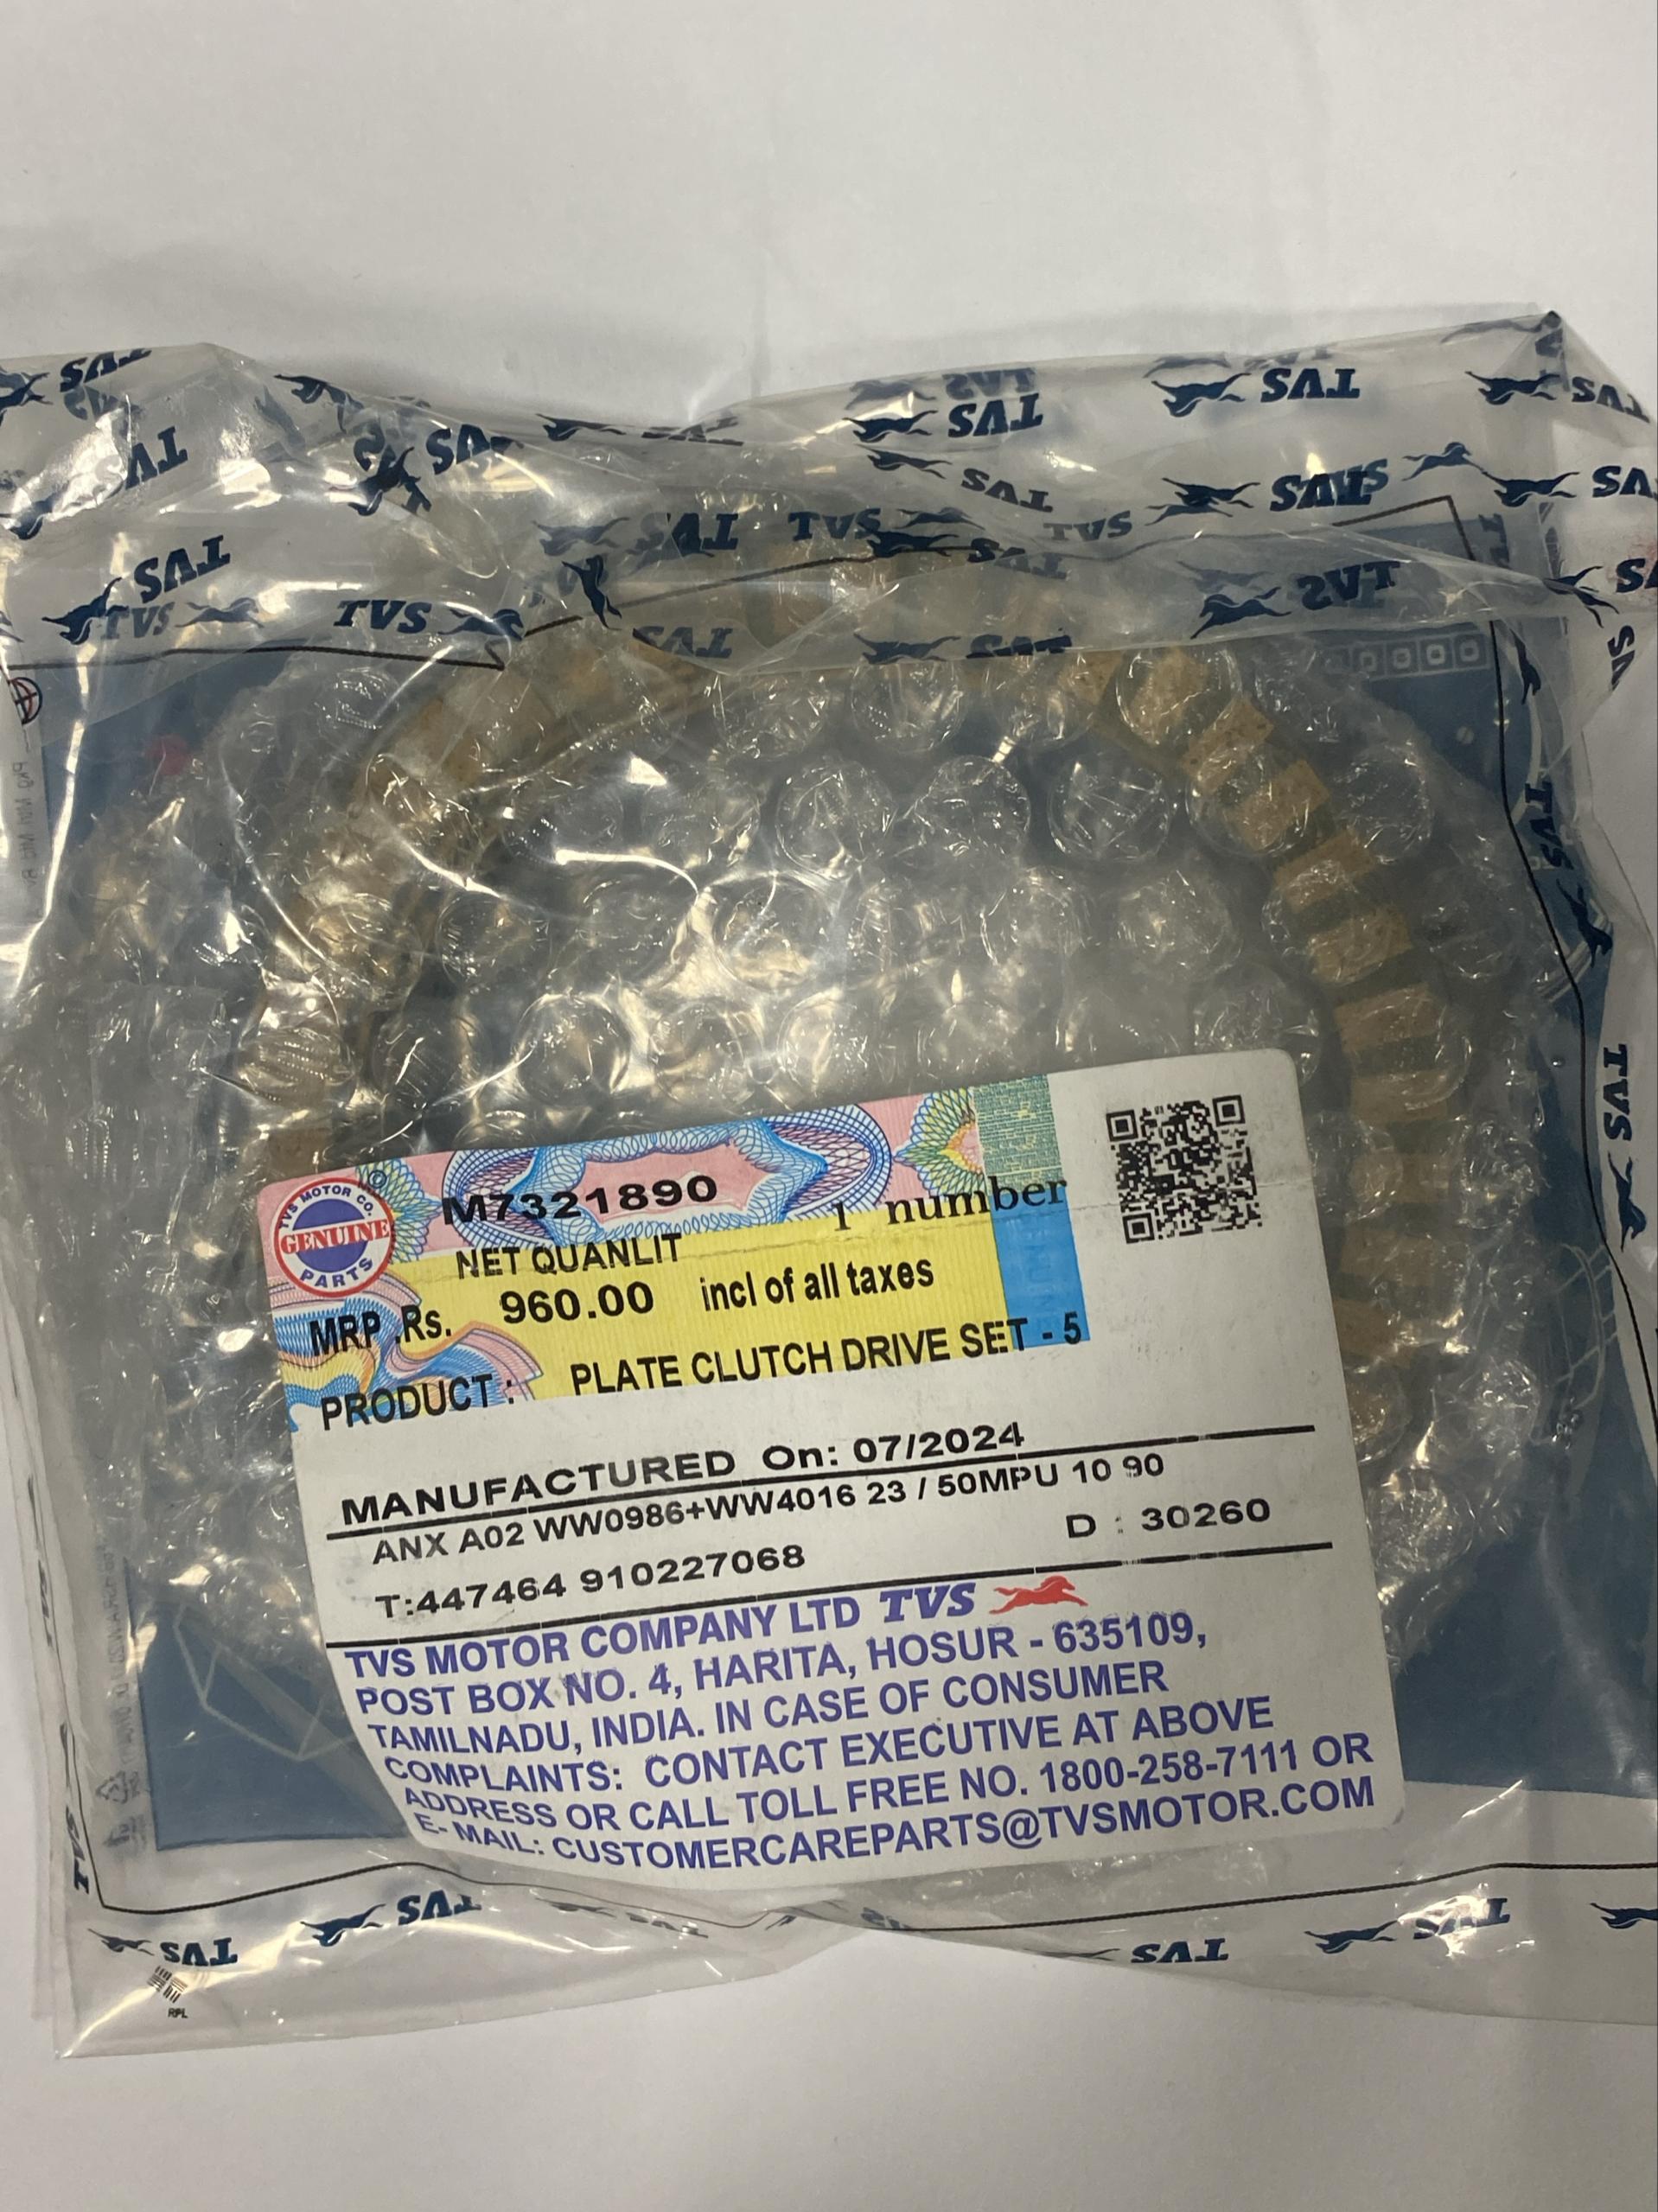 TVS
M7321890
1 number
TVS MOTOR CO.
GENUINE
PARTS
©
NET QUANLIT
MRP .Rs. 960.00 incl of all taxes
PRODUCT : PLATE CLUTCH DRIVE SET - 5
MANUFACTURED On: 07/2024
ANX A02 WW0986+WW4016 23 / 50MPU 10 90
T:447464 910227068 D : 30260
TVS MOTOR COMPANY LTD TVS
POST BOX NO. 4, HARITA, HOSUR - 635109,
TAMILNADU, INDIA. IN CASE OF CONSUMER
COMPLAINTS: CONTACT EXECUTIVE AT ABOVE
ADDRESS OR CALL TOLL FREE NO. 1800-258-7111 OR
E- MAIL: CUSTOMERCAREPARTS@TVSMOTOR.COM
TVS
RPL